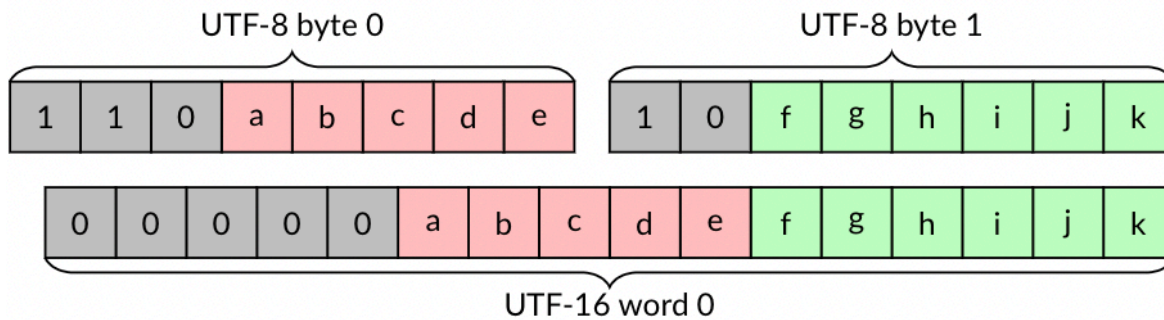 UTF-8 byte 0 UTF-8 byte 1
1 1 0 a b c d e 1 0 f g h i j k
0 0 0 0 0 a b c d e f g h i j k
UTF-16 word 0